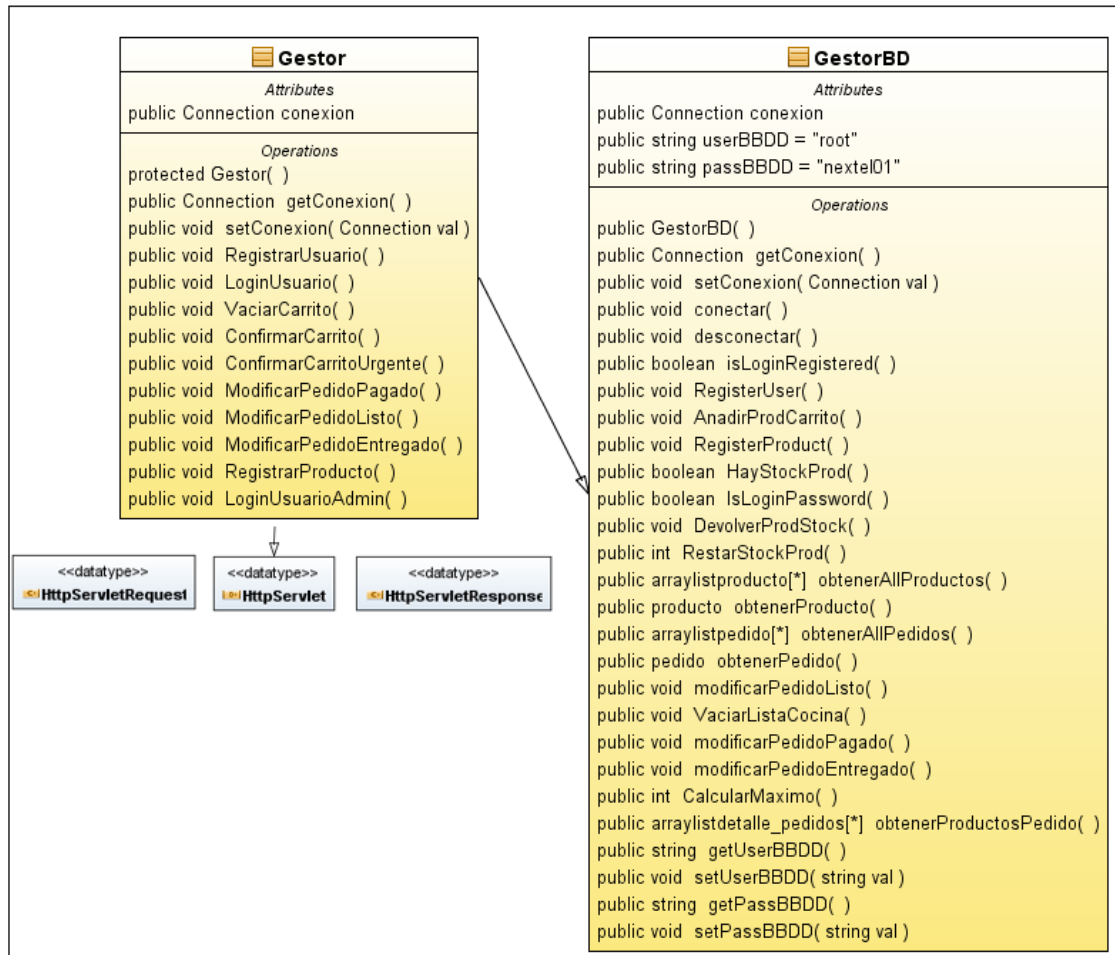 Gestor
Attributes
public Connection conexion
Operations
protected Gestor( )
public Connection getConexion( )
public void setConexion( Connection val )
public void RegistrarUsuario( )
public void LoginUsuario( )
public void VaciarCarrito( )
public void ConfirmarCarrito( )
public void ConfirmarCarritoUrgente( )
public void ModificarPedidoPagado( )
public void ModificarPedidoListo( )
public void ModificarPedidoEntregado( )
public void RegistrarProducto( )
public void LoginUsuarioAdmin( )
<<datatype>>
HttpServletRequest
<<datatype>>
HttpServlet
<<datatype>>
HttpServletResponse
GestorBD
Attributes
public Connection conexion
public string userBBDD = "root"
public string passBBDD = "nextel01"
Operations
public GestorBD( )
public Connection getConexion( )
public void setConexion( Connection val )
public void conectar( )
public void desconectar( )
public boolean isLoginRegistered( )
public void RegisterUser( )
public void AnadirProdCarrito( )
public void RegisterProduct( )
public boolean HayStockProd( )
public boolean IsLoginPassword( )
public void DevolverProdStock( )
public int RestarStockProd( )
public arraylistproducto[*] obtenerAllProductos( )
public producto obtenerProducto( )
public arraylistpedido[*] obtenerAllPedidos( )
public pedido obtenerPedido( )
public void modificarPedidoListo( )
public void VaciarListaCocina( )
public void modificarPedidoPagado( )
public void modificarPedidoEntregado( )
public int CalcularMaximo( )
public arraylistdetalle_pedidos[*] obtenerProductosPedido( )
public string getUserBBDD( )
public void setUserBBDD( string val )
public string getPassBBDD( )
public void setPassBBDD( string val )